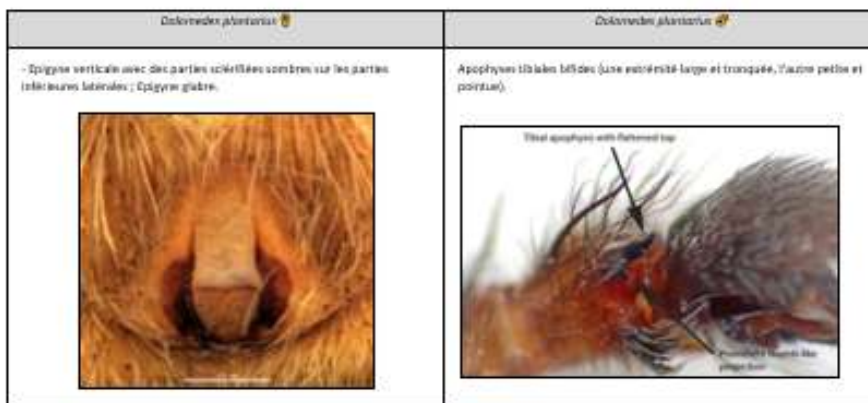 Dolomedes plantarius
Dolomedes plantarius
- Epigyne verticale avec des parties sclérifiées sombres sur les parties
inférieures latérales ; Epigyne glabre.
Apophyses tibiales bifides (une extrémité large et tronquée, l'autre petite et
pointue).
Tibial apophysis with flattened top